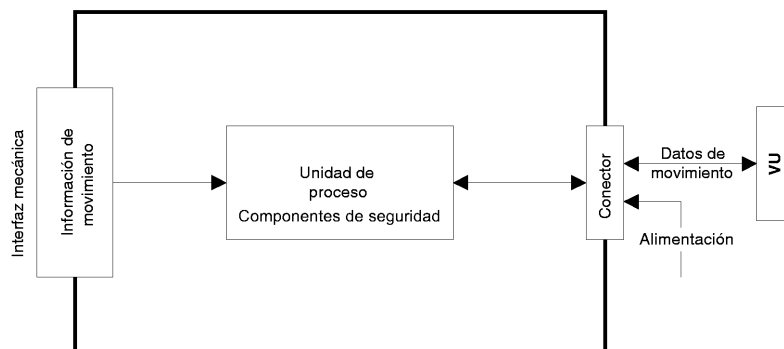 Interfaz mecánica
Información de
movimiento
Unidad de
proceso
Componentes de seguridad
Conector
Datos de
movimiento
Alimentación
VU